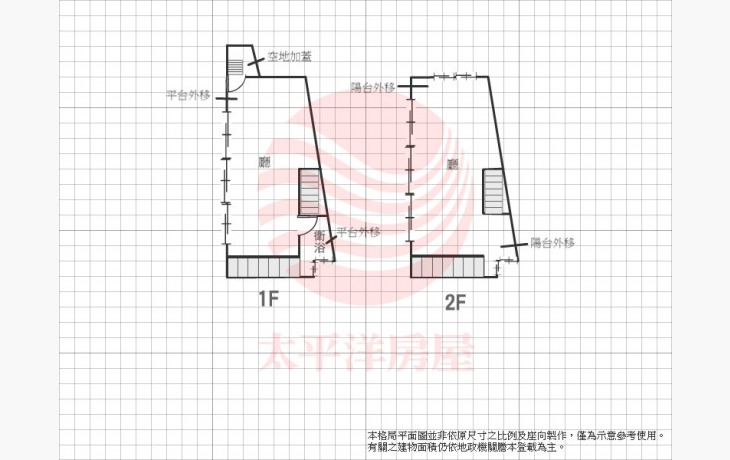 空地加蓋
平台外移
陽台外移
廳
廳
衛浴
平台外移
陽台外移
1F
2F
太平洋房屋
本格局平面圖並非依原尺寸之比例及座向製作，僅為示意參考使用。
有關之建物面積仍依地政機關謄本登載為主。